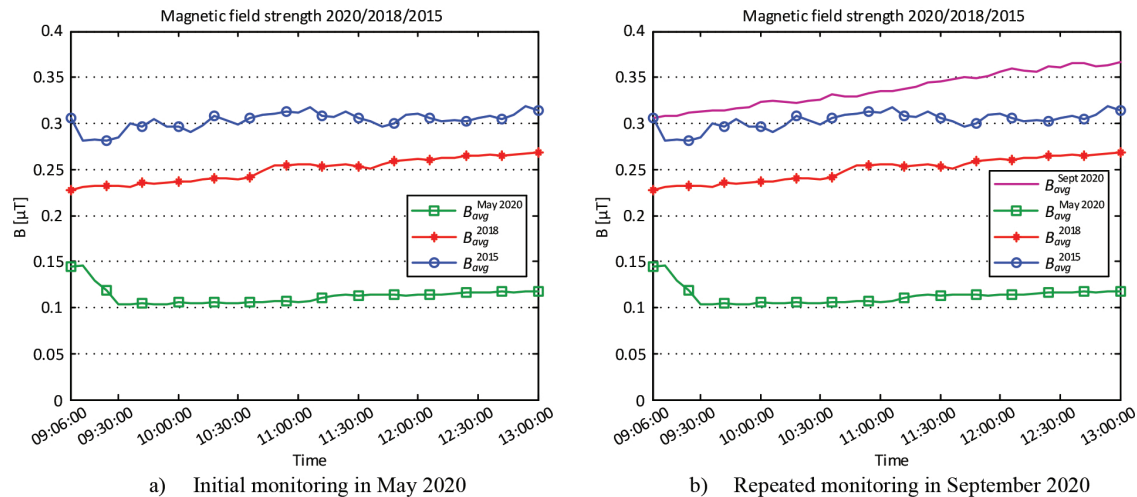 Magnetic field strength 2020/2018/2015
0.4
0.35
0.3
0.25
0.2
0.15
0.1
0.05
0
B [µT]
B_avg^May 2020
B_avg^2018
B_avg^2015
09:06:00
09:30:00
10:00:00
10:30:00
11:00:00
11:30:00
12:00:00
12:30:00
13:00:00
Time
a) Initial monitoring in May 2020
Magnetic field strength 2020/2018/2015
0.4
0.35
0.3
0.25
0.2
0.15
0.1
0.05
0
B [µT]
B_avg^Sept 2020
B_avg^May 2020
B_avg^2018
B_avg^2015
09:06:00
09:30:00
10:00:00
10:30:00
11:00:00
11:30:00
12:00:00
12:30:00
13:00:00
Time
b) Repeated monitoring in September 2020